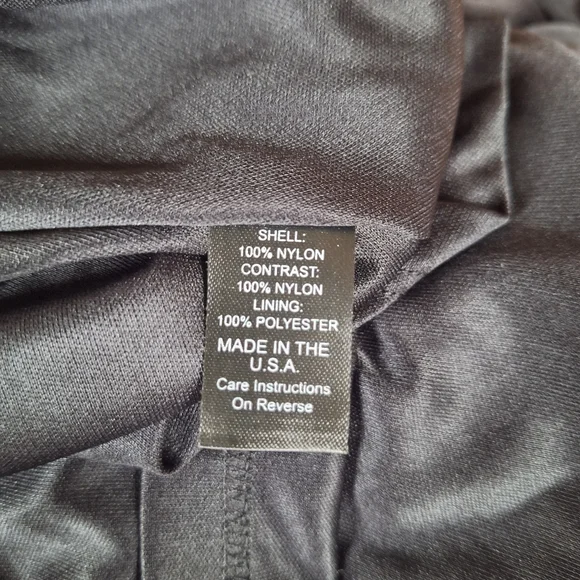 SHELL:
100% NYLON
CONTRAST:
100% NYLON
LINING:
100% POLYESTER
MADE IN THE
U.S.A.
Care Instructions
On Reverse